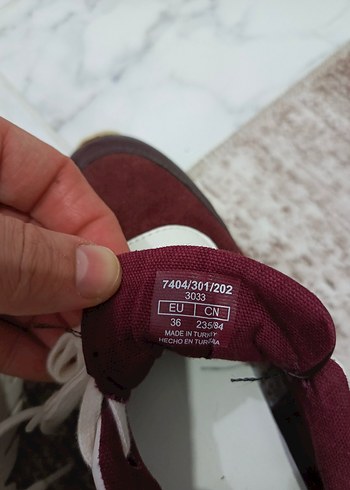 7404/301/202
3033
EU CN
36 235/84
MADE IN TURKEY
HECHO EN TURQUIA